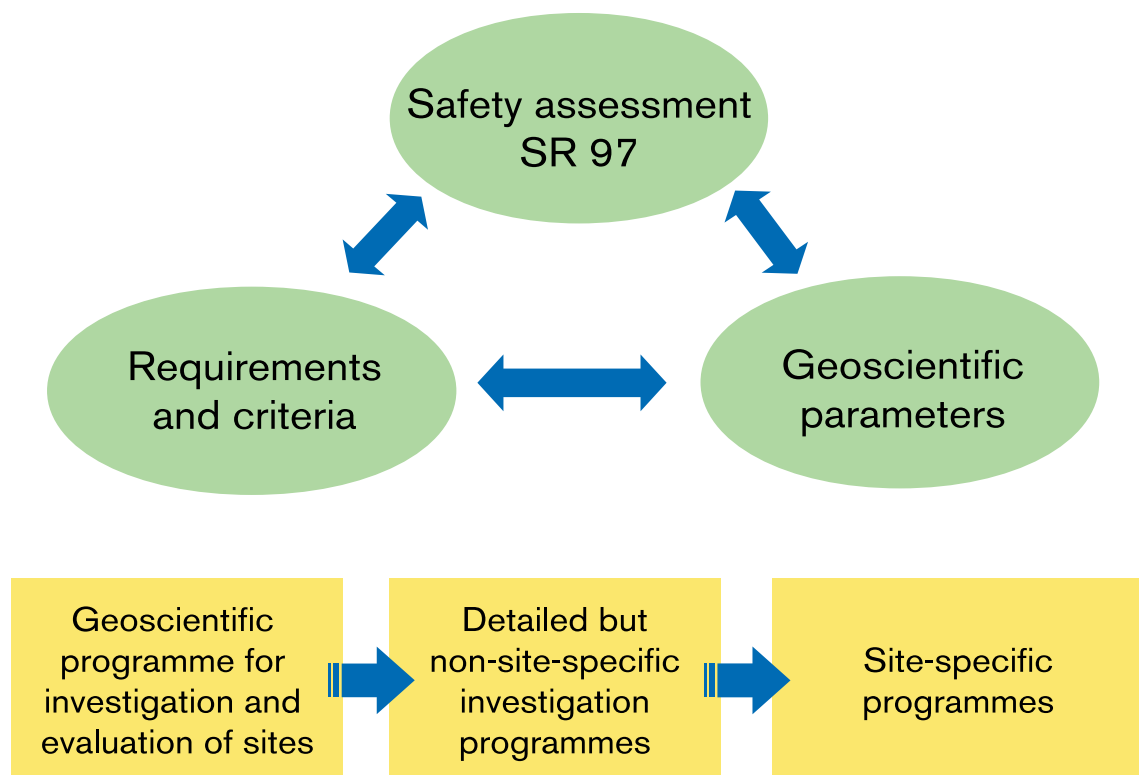 Safety assessment
SR 97
Requirements
and criteria
Geoscientific
parameters
Geoscientific
programme for
investigation and
evaluation of sites
Detailed but
non-site-specific
investigation
programmes
Site-specific
programmes